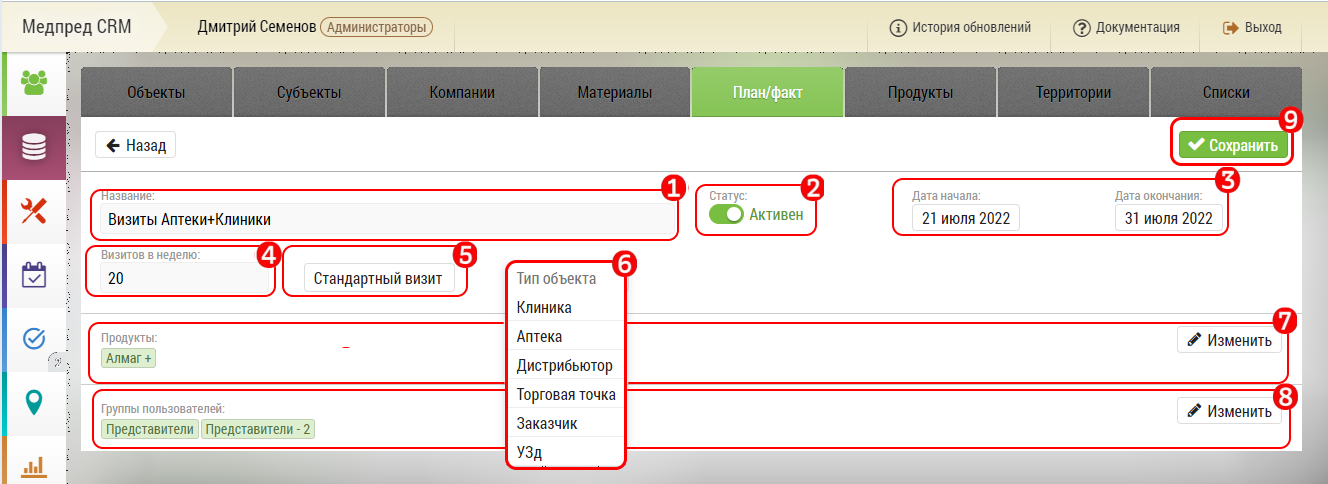 Медпред CRM
Дмитрий Семенов Администраторы
История обновлений
Документация
Выход
Объекты Субъекты Компании Материалы План/факт Продукты Территории Списки
Назад
Сохранить 9
Название: 1
Визиты Аптеки+Клиники
Статус: 2
Активен
Дата начала: Дата окончания: 3
21 июля 2022 31 июля 2022
Визитов в неделю: 4
20
5
Стандартный визит
6
Тип объекта
Клиника
Аптека
Дистрибьютор
Торговая точка
Заказчик
УЗд
Продукты: 7
Алмаг +
Изменить
Группы пользователей: 8
Представители Представители - 2
Изменить